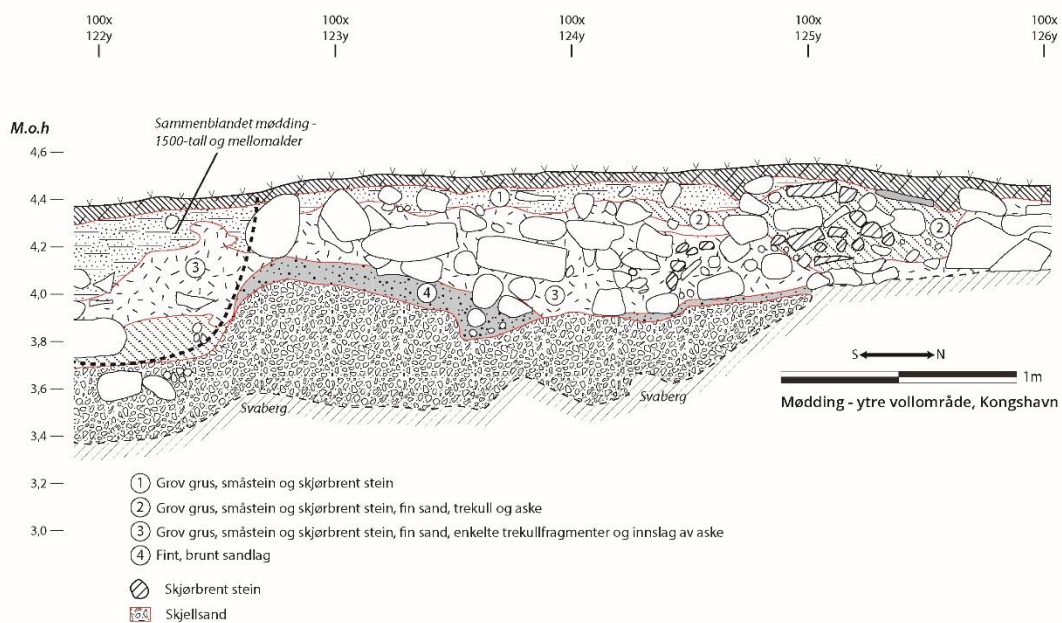 100x 100x 100x 100x 100x
122y 123y 124y 125y 126y
M.o.h
Sammenblandet mødding -
1500-tall og mellomalder
4,6
4,4
4,2
4,0
3,8
3,6
3,4
3,2
3,0
1
2
2
3
4
3
Svaberg
Svaberg
S N
1m
Mødding - ytre vollområde, Kongshavn
1 Grov grus, småstein og skjørbrent stein
2 Grov grus, småstein og skjørbrent stein, fin sand, trekull og aske
3 Grov grus, småstein og skjørbrent stein, fin sand, enkelte trekullfragmenter og innslag av aske
4 Fint, brunt sandlag
Skjørbrent stein
Skjellsand